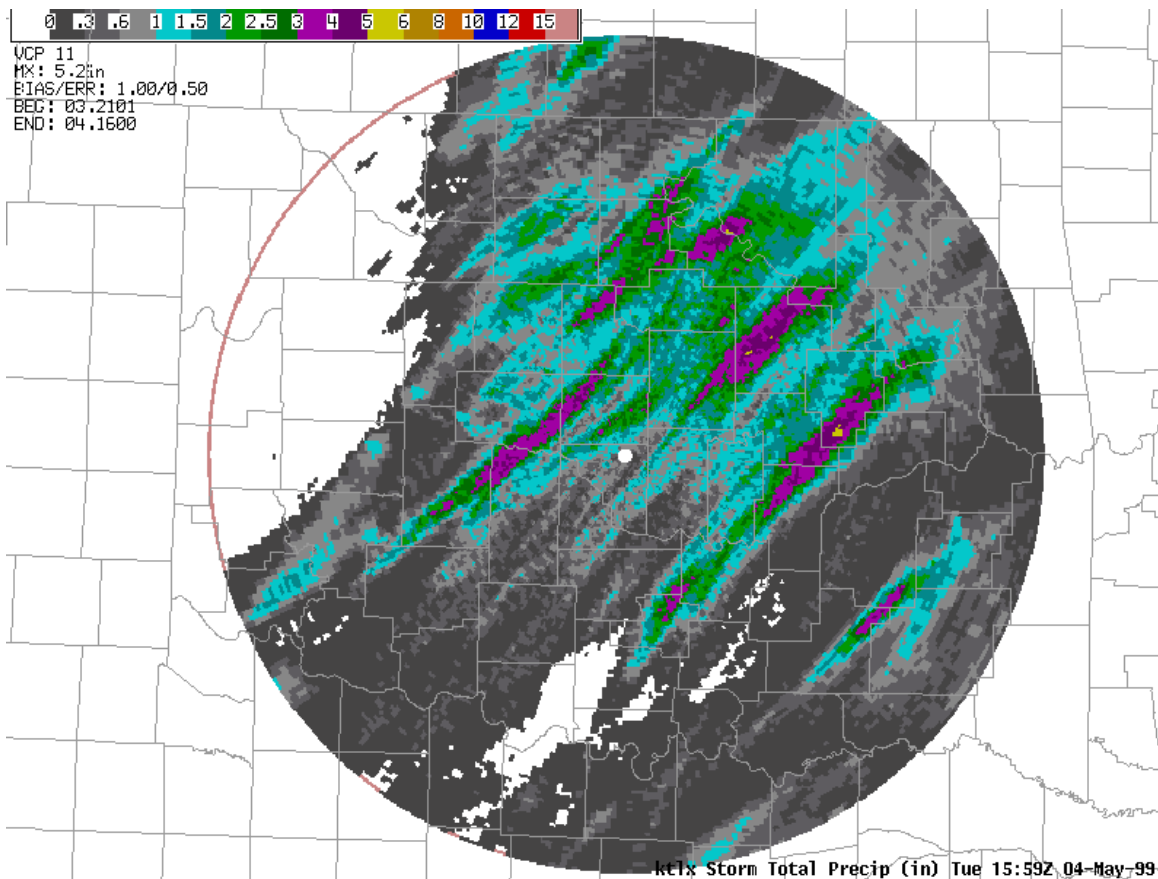 0 .3 .6 1 1.5 2 2.5 3 4 5 6 8 10 12 15
VCP 11
MX: 5.2in
BIAS/ERR: 1.00/0.50
BEG: 03.2101
END: 04.1600
ktlx Storm Total Precip (in) Tue 15:59Z 04-May-99